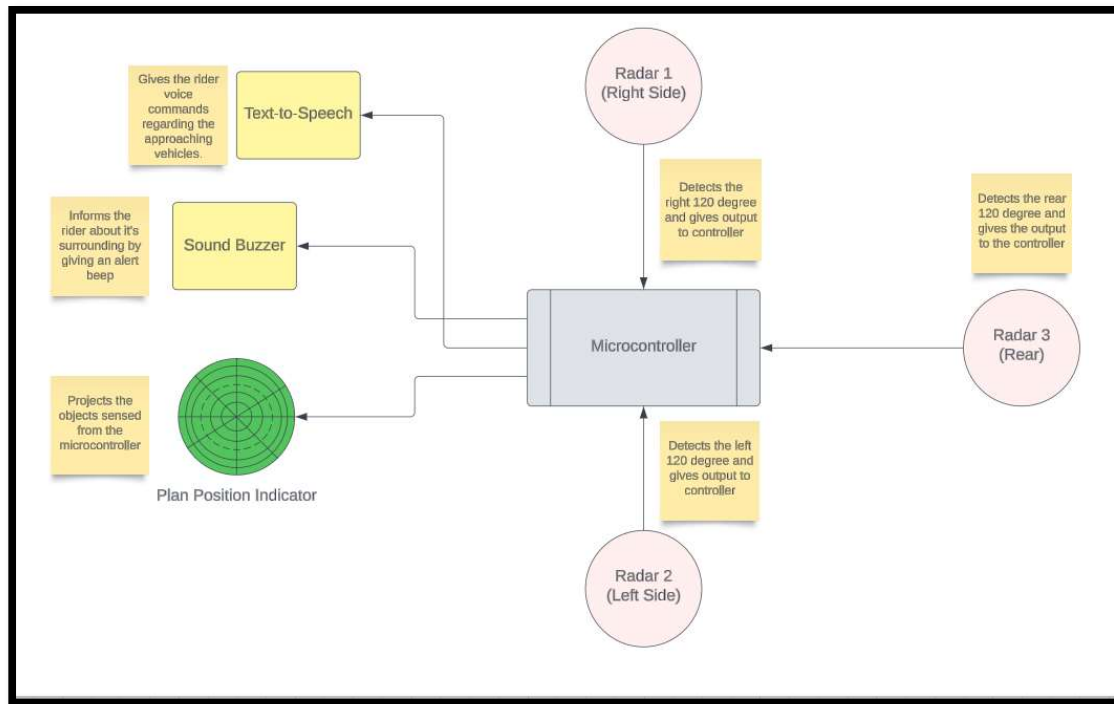 Gives the rider
voice
commands
regarding the
approaching
vehicles.
Text-to-Speech
Radar 1
(Right Side)
Informs the
rider about it's
surrounding by
giving an alert
beep
Sound Buzzer
Detects the
right 120 degree
and gives output
to controller
Detects the rear
120 degree and
gives the output
to the controller
Microcontroller
Radar 3
(Rear)
Projects the
objects sensed
from the
microcontroller
Plan Position Indicator
Detects the left
120 degree and
gives output to
controller
Radar 2
(Left Side)